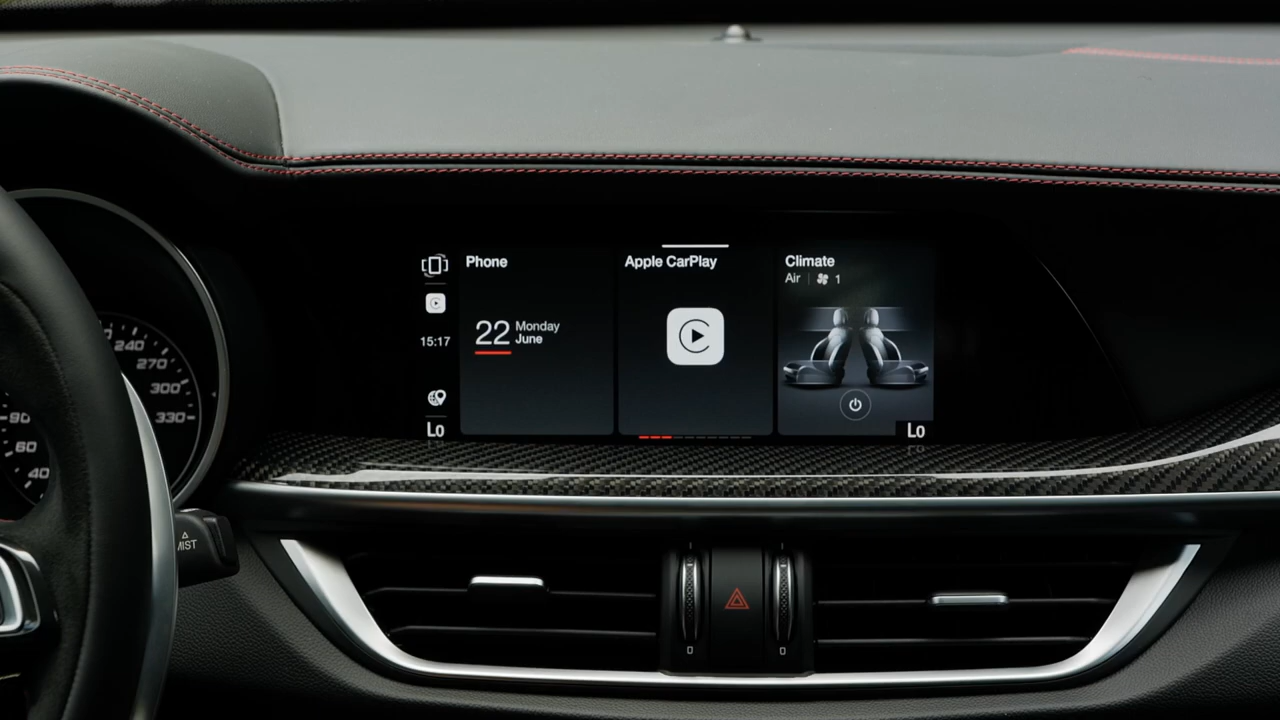 Phone
Apple CarPlay
Climate
Air 1
22 Monday
June
15:17
Lo
Lo
240
270
300
330
90
60
40
MIST